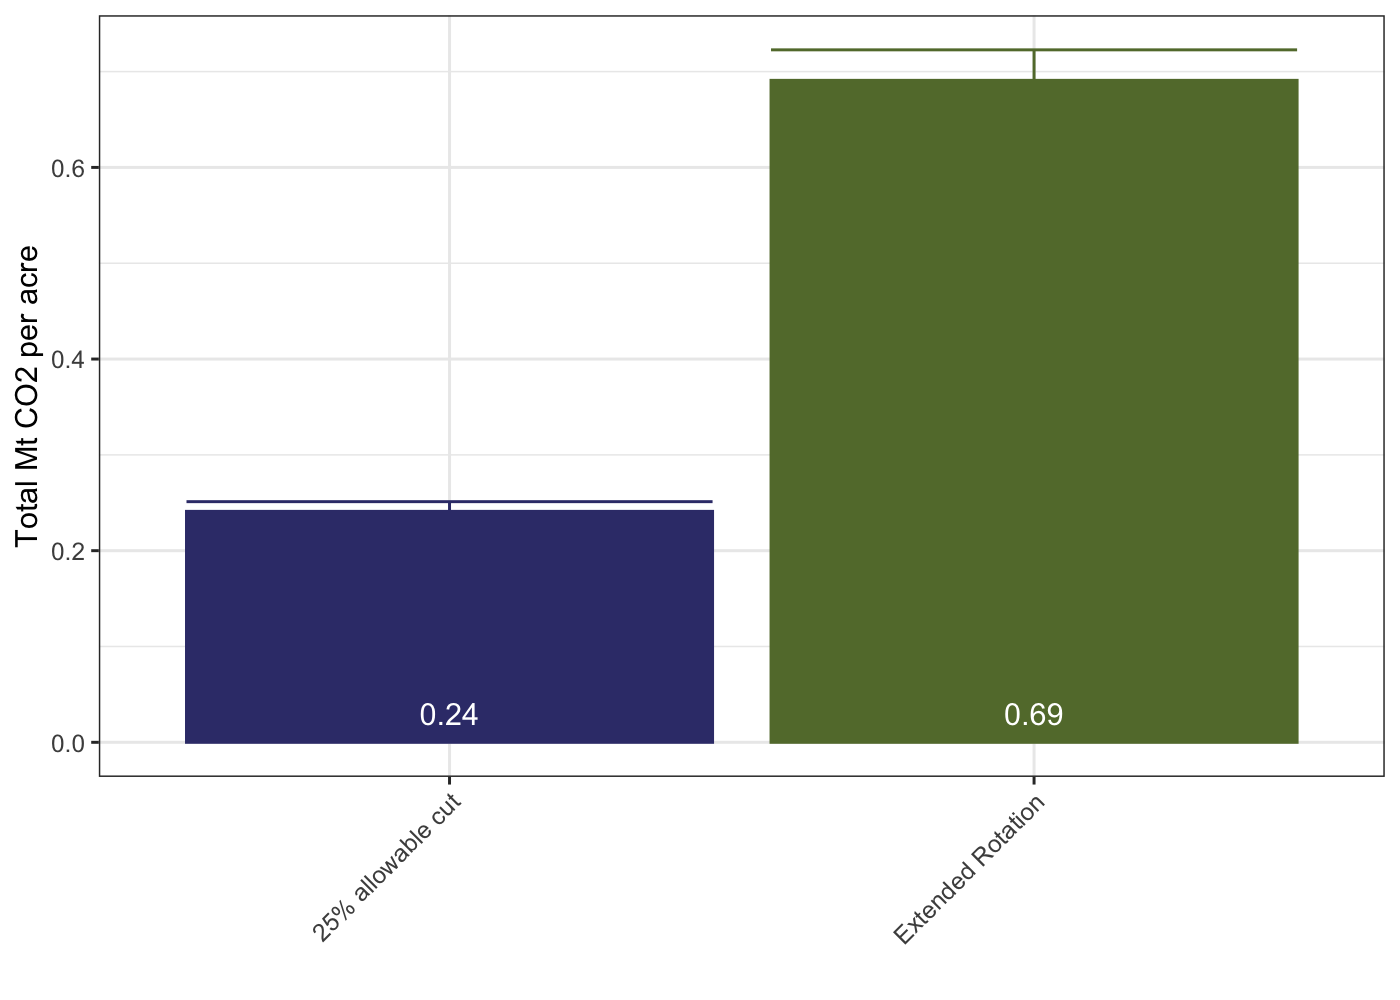 Total Mt CO2 per acre
0.6
0.4
0.2
0.0
0.24
0.69
25% allowable cut
Extended Rotation